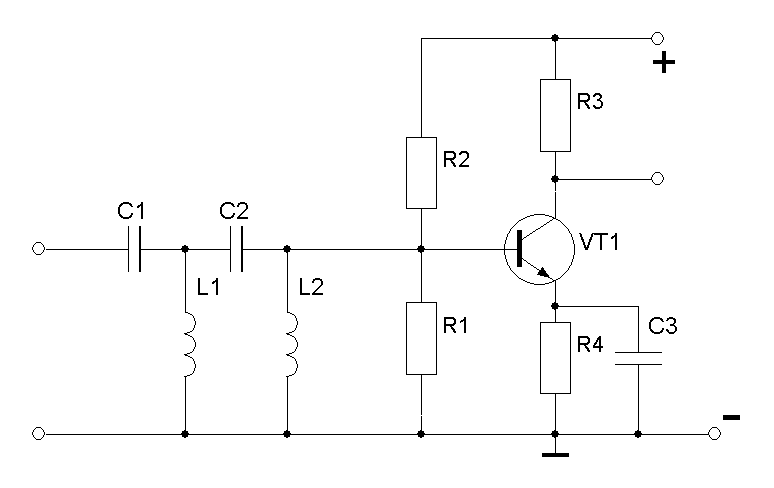 +
R3
R2
C1
C2
VT1
L1
L2
R1
C3
R4
-